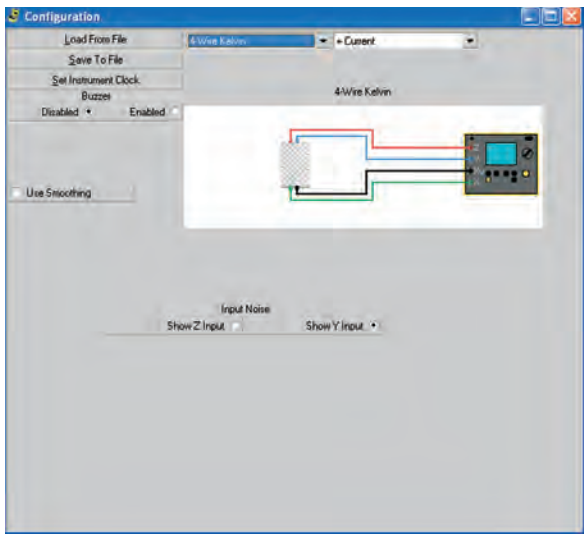 Configuration
Load From File
4-Wire Kelvin
+ Current
Save To File
Set Instrument Clock
4-Wire Kelvin
Buzzer
Disabled
Enabled
Use Smoothing
Input Noise
Show Z Input
Show Y Input